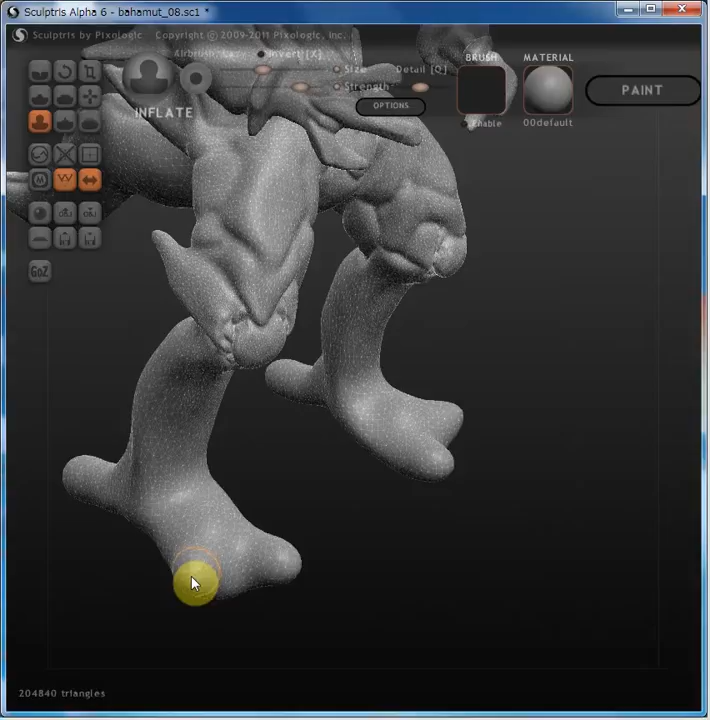 Sculptris Alpha 6 - bahamut_08.sc1 *
Sculptris by Pixologic Copyright © 2009-2011 Pixologic, Inc.
Airbrush Invert [X]
Size Detail [Q]
Strength
OPTIONS
INFLATE
BRUSH
Enable
MATERIAL
00default
PAINT
GoZ
204840 triangles